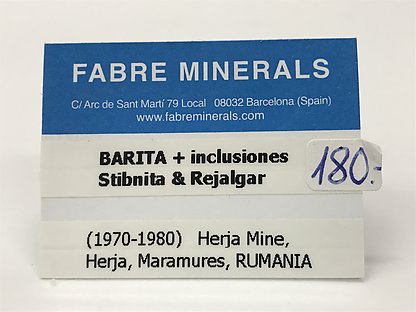 FABRE MINERALS
C/ Arc de Sant Martí 79 Local 08032 Barcelona (Spain)
www.fabreminerals.com
BARITA + inclusiones
Stibnita & Rejalgar
180.-
(1970-1980) Herja Mine,
Herja, Maramures, RUMANIA